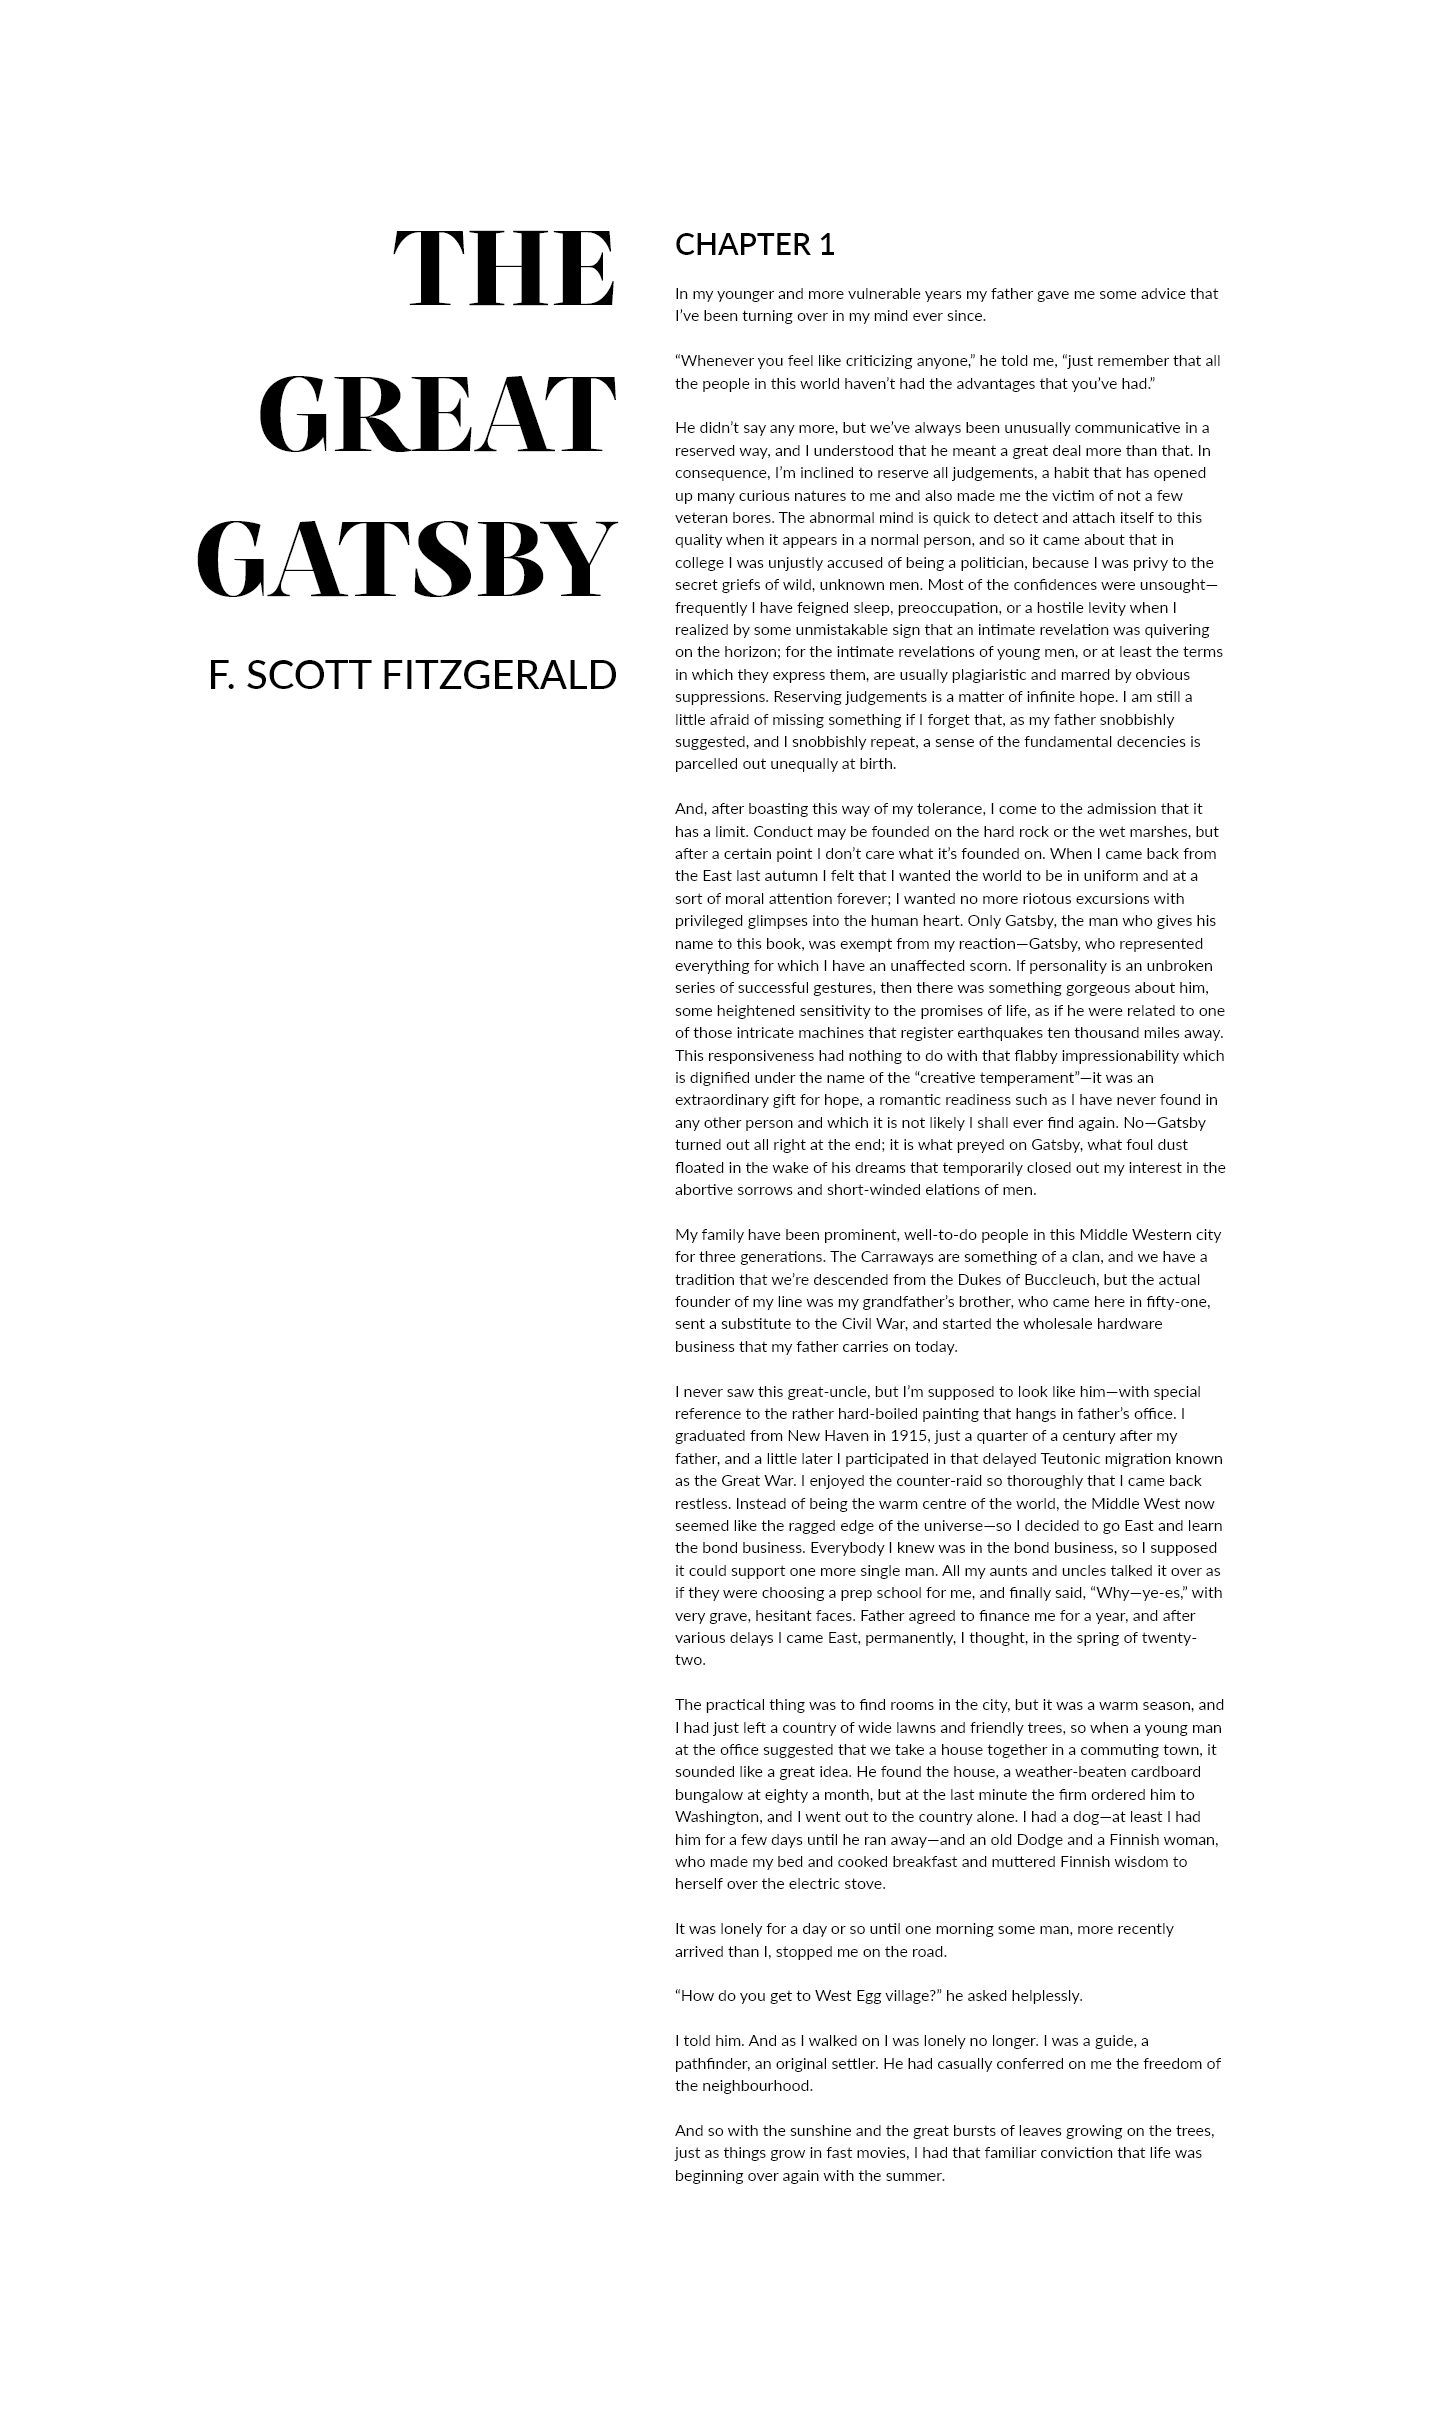 THE
GREAT
GATSBY
F. SCOTT FITZGERALD
CHAPTER 1
In my younger and more vulnerable years my father gave me some advice that
I’ve been turning over in my mind ever since.
“Whenever you feel like criticizing anyone,” he told me, “just remember that all
the people in this world haven’t had the advantages that you’ve had.”
He didn’t say any more, but we’ve always been unusually communicative in a
reserved way, and I understood that he meant a great deal more than that. In
consequence, I’m inclined to reserve all judgements, a habit that has opened
up many curious natures to me and also made me the victim of not a few
veteran bores. The abnormal mind is quick to detect and attach itself to this
quality when it appears in a normal person, and so it came about that in
college I was unjustly accused of being a politician, because I was privy to the
secret griefs of wild, unknown men. Most of the confidences were unsought—
frequently I have feigned sleep, preoccupation, or a hostile levity when I
realized by some unmistakable sign that an intimate revelation was quivering
on the horizon; for the intimate revelations of young men, or at least the terms
in which they express them, are usually plagiaristic and marred by obvious
suppressions. Reserving judgements is a matter of infinite hope. I am still a
little afraid of missing something if I forget that, as my father snobbishly
suggested, and I snobbishly repeat, a sense of the fundamental decencies is
parcelled out unequally at birth.
And, after boasting this way of my tolerance, I come to the admission that it
has a limit. Conduct may be founded on the hard rock or the wet marshes, but
after a certain point I don’t care what it’s founded on. When I came back from
the East last autumn I felt that I wanted the world to be in uniform and at a
sort of moral attention forever; I wanted no more riotous excursions with
privileged glimpses into the human heart. Only Gatsby, the man who gives his
name to this book, was exempt from my reaction—Gatsby, who represented
everything for which I have an unaffected scorn. If personality is an unbroken
series of successful gestures, then there was something gorgeous about him,
some heightened sensitivity to the promises of life, as if he were related to one
of those intricate machines that register earthquakes ten thousand miles away.
This responsiveness had nothing to do with that flabby impressionability which
is dignified under the name of the “creative temperament”—it was an
extraordinary gift for hope, a romantic readiness such as I have never found in
any other person and which it is not likely I shall ever find again. No—Gatsby
turned out all right at the end; it is what preyed on Gatsby, what foul dust
floated in the wake of his dreams that temporarily closed out my interest in the
abortive sorrows and short-winded elations of men.
My family have been prominent, well-to-do people in this Middle Western city
for three generations. The Carraways are something of a clan, and we have a
tradition that we’re descended from the Dukes of Buccleuch, but the actual
founder of my line was my grandfather’s brother, who came here in fifty-one,
sent a substitute to the Civil War, and started the wholesale hardware
business that my father carries on today.
I never saw this great-uncle, but I’m supposed to look like him—with special
reference to the rather hard-boiled painting that hangs in father’s office. I
graduated from New Haven in 1915, just a quarter of a century after my
father, and a little later I participated in that delayed Teutonic migration known
as the Great War. I enjoyed the counter-raid so thoroughly that I came back
restless. Instead of being the warm centre of the world, the Middle West now
seemed like the ragged edge of the universe—so I decided to go East and learn
the bond business. Everybody I knew was in the bond business, so I supposed
it could support one more single man. All my aunts and uncles talked it over as
if they were choosing a prep school for me, and finally said, “Why—ye-es,” with
very grave, hesitant faces. Father agreed to finance me for a year, and after
various delays I came East, permanently, I thought, in the spring of twenty-
two.
The practical thing was to find rooms in the city, but it was a warm season, and
I had just left a country of wide lawns and friendly trees, so when a young man
at the office suggested that we take a house together in a commuting town, it
sounded like a great idea. He found the house, a weather-beaten cardboard
bungalow at eighty a month, but at the last minute the firm ordered him to
Washington, and I went out to the country alone. I had a dog—at least I had
him for a few days until he ran away—and an old Dodge and a Finnish woman,
who made my bed and cooked breakfast and muttered Finnish wisdom to
herself over the electric stove.
It was lonely for a day or so until one morning some man, more recently
arrived than I, stopped me on the road.
“How do you get to West Egg village?” he asked helplessly.
I told him. And as I walked on I was lonely no longer. I was a guide, a
pathfinder, an original settler. He had casually conferred on me the freedom of
the neighbourhood.
And so with the sunshine and the great bursts of leaves growing on the trees,
just as things grow in fast movies, I had that familiar conviction that life was
beginning over again with the summer.